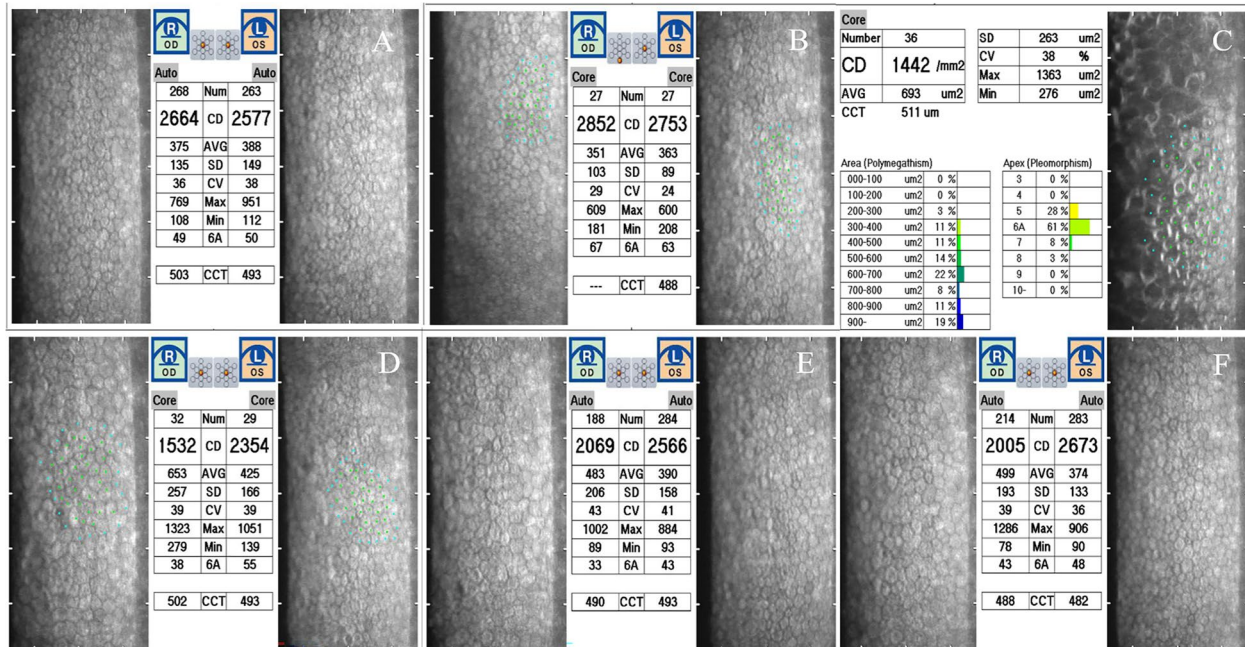 R OD L OS A
Auto Auto
268 Num 263
2664 CD 2577
375 AVG 388
135 SD 149
36 CV 38
769 Max 951
108 Min 112
49 6A 50
503 CCT 493
R OD L OS B
Core Core
27 Num 27
2852 CD 2753
351 AVG 363
103 SD 89
29 CV 24
609 Max 600
181 Min 208
67 6A 63
--- CCT 488
Core C
Number 36 SD 263 um2
CD 1442 /mm2 CV 38 %
Max 1363 um2
AVG 693 um2 Min 276 um2
CCT 511 um
Area (Polymegathism) Apex (Pleomorphism)
000-100 um2 0 % 3 0 %
100-200 um2 0 % 4 0 %
200-300 um2 3 % 5 28 %
300-400 um2 11 % 6A 61 %
400-500 um2 11 % 7 8 %
500-600 um2 14 % 8 3 %
600-700 um2 22 % 9 0 %
700-800 um2 8 % 10- 0 %
800-900 um2 11 %
900- um2 19 %
R OD L OS D
Core Core
32 Num 29
1532 CD 2354
653 AVG 425
257 SD 166
39 CV 39
1323 Max 1051
279 Min 139
38 6A 55
502 CCT 493
R OD L OS E
Auto Auto
188 Num 284
2069 CD 2566
483 AVG 390
206 SD 158
43 CV 41
1002 Max 884
89 Min 93
33 6A 43
490 CCT 493
R OD L OS F
Auto Auto
214 Num 283
2005 CD 2673
499 AVG 374
193 SD 133
39 CV 36
1286 Max 906
78 Min 90
43 6A 48
488 CCT 482